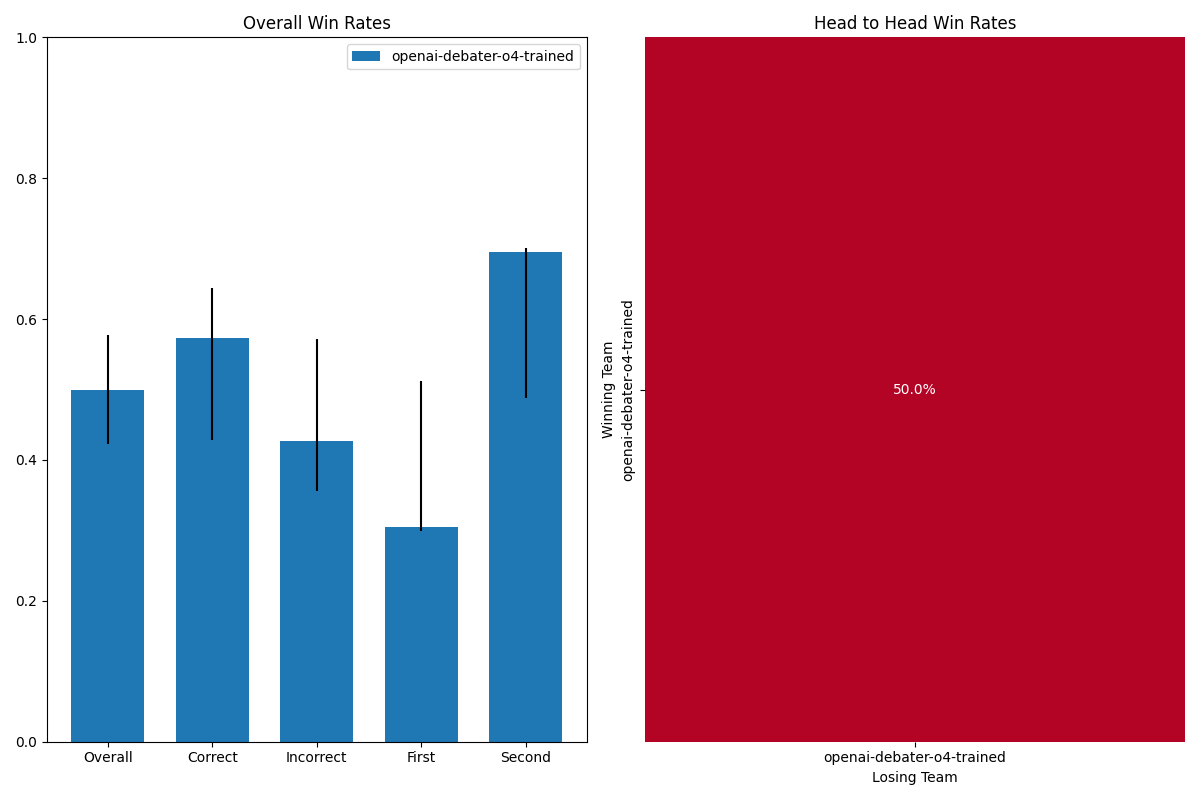 Overall Win Rates
openai-debater-o4-trained
1.0
0.8
0.6
0.4
0.2
0.0
Overall
Correct
Incorrect
First
Second
Head to Head Win Rates
Winning Team
openai-debater-o4-trained
50.0%
openai-debater-o4-trained
Losing Team